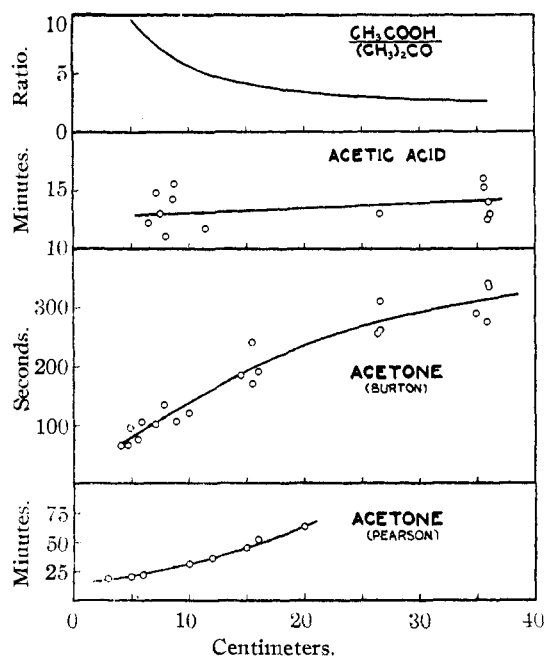 Ratio.
10
5
0
CH₃COOH
(CH₃)₂CO
Minutes.
15
10
ACETIC ACID
Seconds.
300
200
100
ACETONE
(BURTON)
Minutes.
75
50
25
ACETONE
(PEARSON)
0 10 20 30 40
Centimeters.